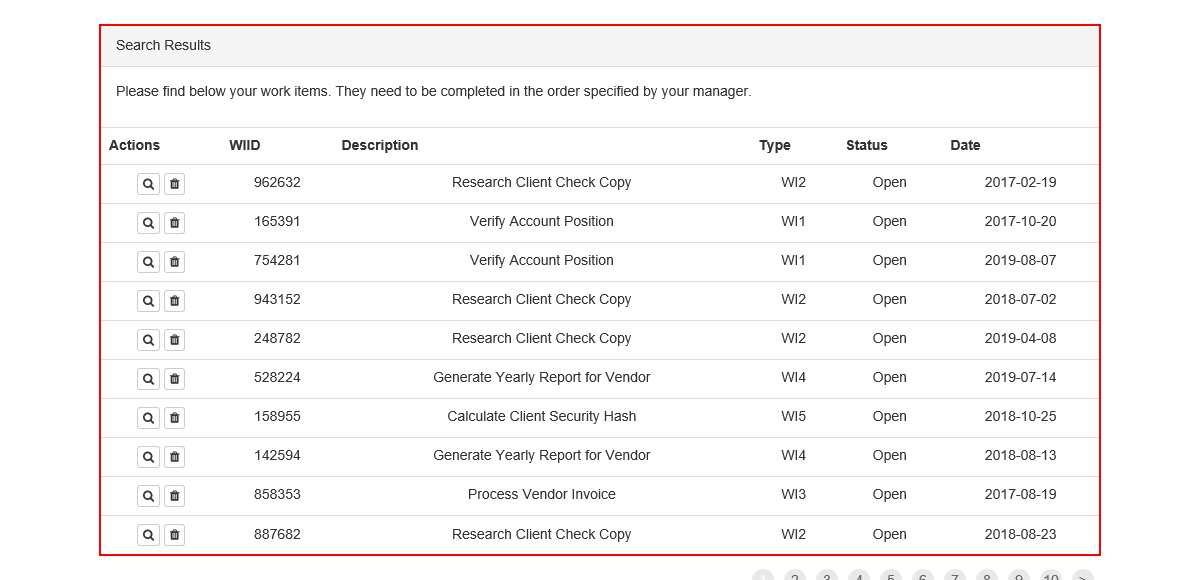 Search Results
Please find below your work items. They need to be completed in the order specified by your manager.
Actions WIID Description Type Status Date
962632 Research Client Check Copy WI2 Open 2017-02-19
165391 Verify Account Position WI1 Open 2017-10-20
754281 Verify Account Position WI1 Open 2019-08-07
943152 Research Client Check Copy WI2 Open 2018-07-02
248782 Research Client Check Copy WI2 Open 2019-04-08
528224 Generate Yearly Report for Vendor WI4 Open 2019-07-14
158955 Calculate Client Security Hash WI5 Open 2018-10-25
142594 Generate Yearly Report for Vendor WI4 Open 2018-08-13
858353 Process Vendor Invoice WI3 Open 2017-08-19
887682 Research Client Check Copy WI2 Open 2018-08-23
1 2 3 4 5 6 7 8 9 10 >